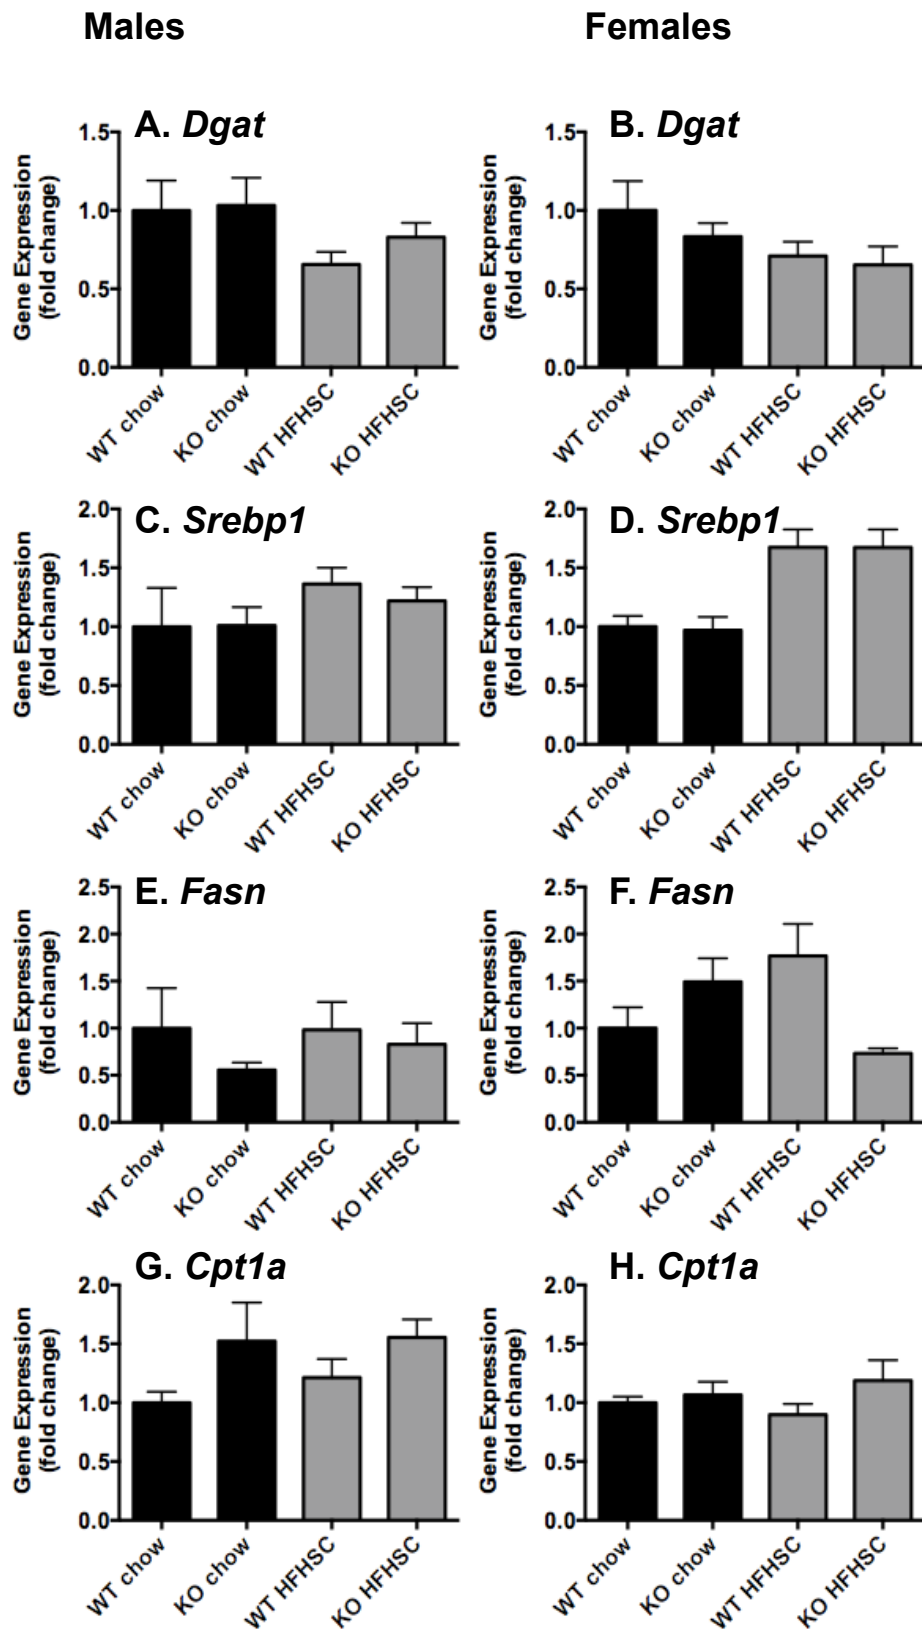 Males
Females
A. Dgat
Gene Expression
(fold change)
1.5
1.0
0.5
0.0
WT chow
KO chow
WT HFHSC
KO HFHSC
B. Dgat
Gene Expression
(fold change)
1.5
1.0
0.5
0.0
WT chow
KO chow
WT HFHSC
KO HFHSC
C. Srebp1
Gene Expression
(fold change)
2.0
1.5
1.0
0.5
0.0
WT chow
KO chow
WT HFHSC
KO HFHSC
D. Srebp1
Gene Expression
(fold change)
2.0
1.5
1.0
0.5
0.0
WT chow
KO chow
WT HFHSC
KO HFHSC
E. Fasn
Gene Expression
(fold change)
2.5
2.0
1.5
1.0
0.5
0.0
WT chow
KO chow
WT HFHSC
KO HFHSC
F. Fasn
Gene Expression
(fold change)
2.5
2.0
1.5
1.0
0.5
0.0
WT chow
KO chow
WT HFHSC
KO HFHSC
G. Cpt1a
Gene Expression
(fold change)
2.0
1.5
1.0
0.5
0.0
WT chow
KO chow
WT HFHSC
KO HFHSC
H. Cpt1a
Gene Expression
(fold change)
2.0
1.5
1.0
0.5
0.0
WT chow
KO chow
WT HFHSC
KO HFHSC